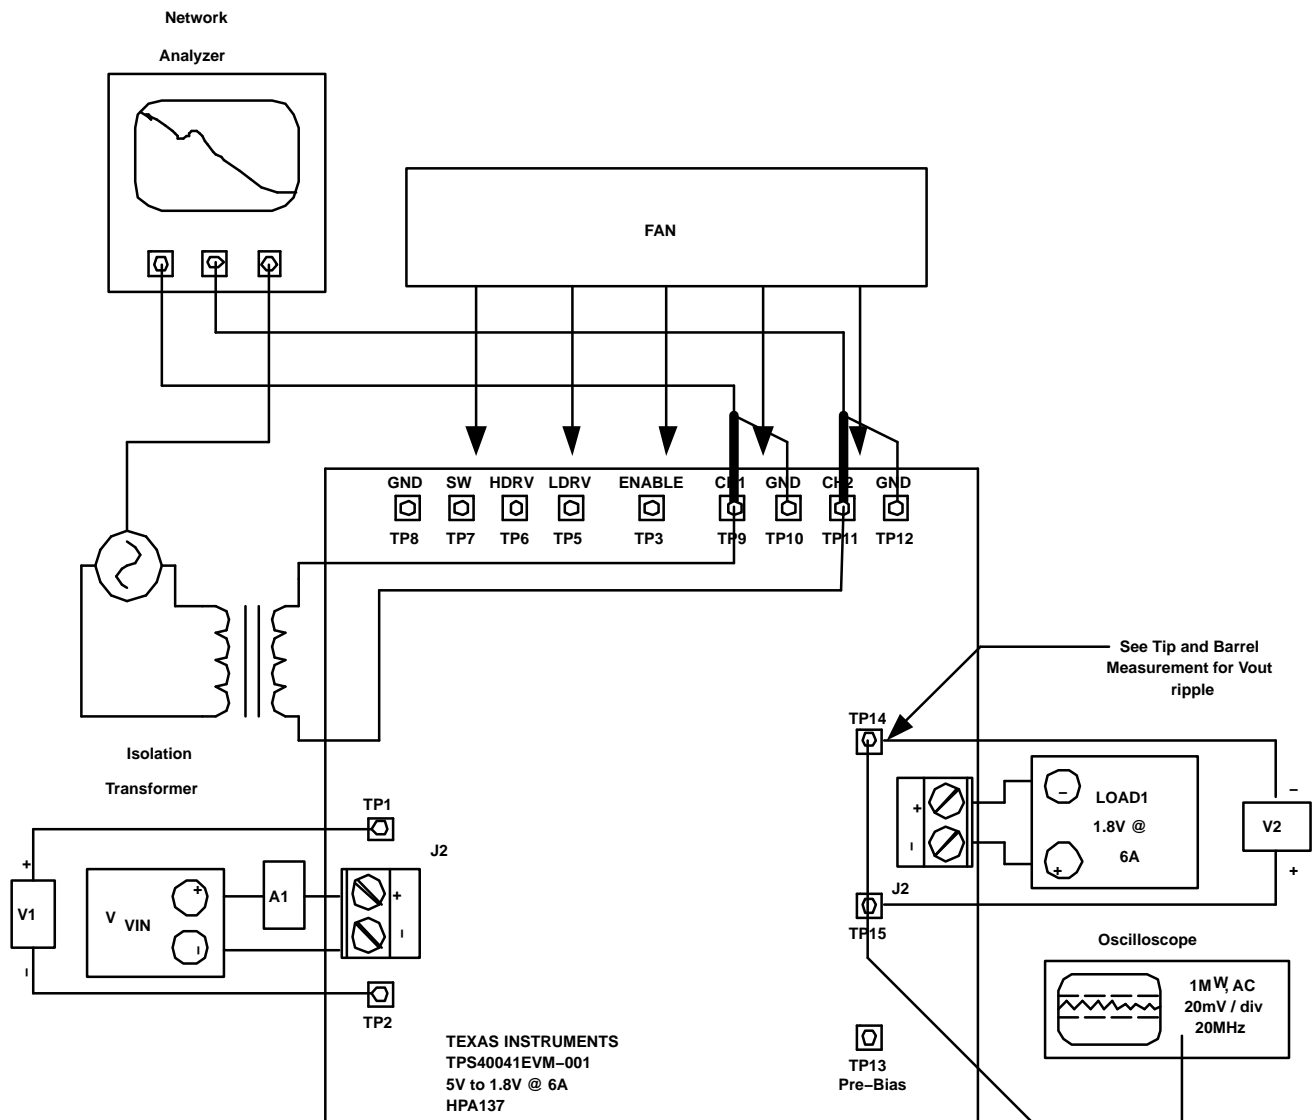 Network
Analyzer
FAN
GND SW HDRV LDRV ENABLE CH1 GND CH2 GND
TP8 TP7 TP6 TP5 TP3 TP9 TP10 TP11 TP12
See Tip and Barrel
Measurement for Vout
ripple
Isolation
Transformer
TP14
LOAD1
1.8V @
6A
+
–
–
+
–
V2
+
J2
TP15
TP1
J2
+
V1
–
V VIN
+
–
A1
+
–
TP2
Oscilloscope
1MW, AC
20mV / div
20MHz
TEXAS INSTRUMENTS
TPS40041EVM–001
5V to 1.8V @ 6A
HPA137
TP13
Pre–Bias